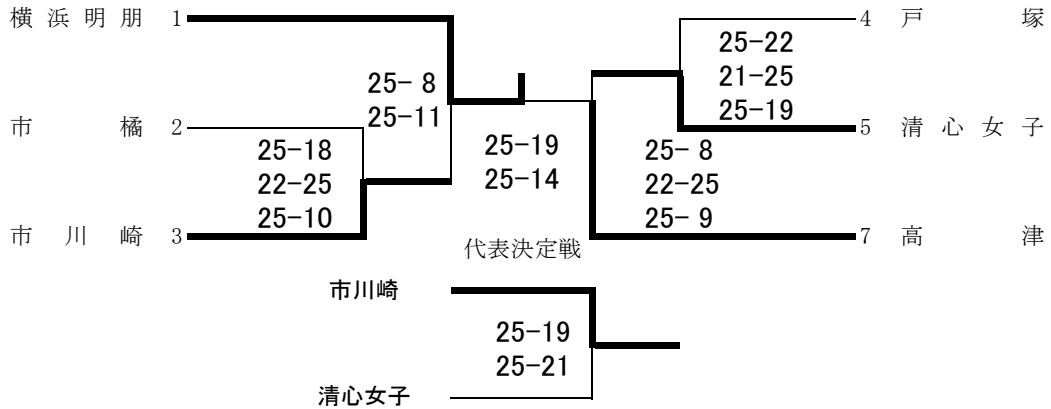 横浜明朋 1
4 戸塚
25-22
21-25
25-19
25- 8
25-11
市橘 2
5 清心女子
25-18
22-25
25-10
25-19
25-14
25- 8
22-25
25- 9
市川崎 3
7 高津
代表決定戦
市川崎
25-19
25-21
清心女子